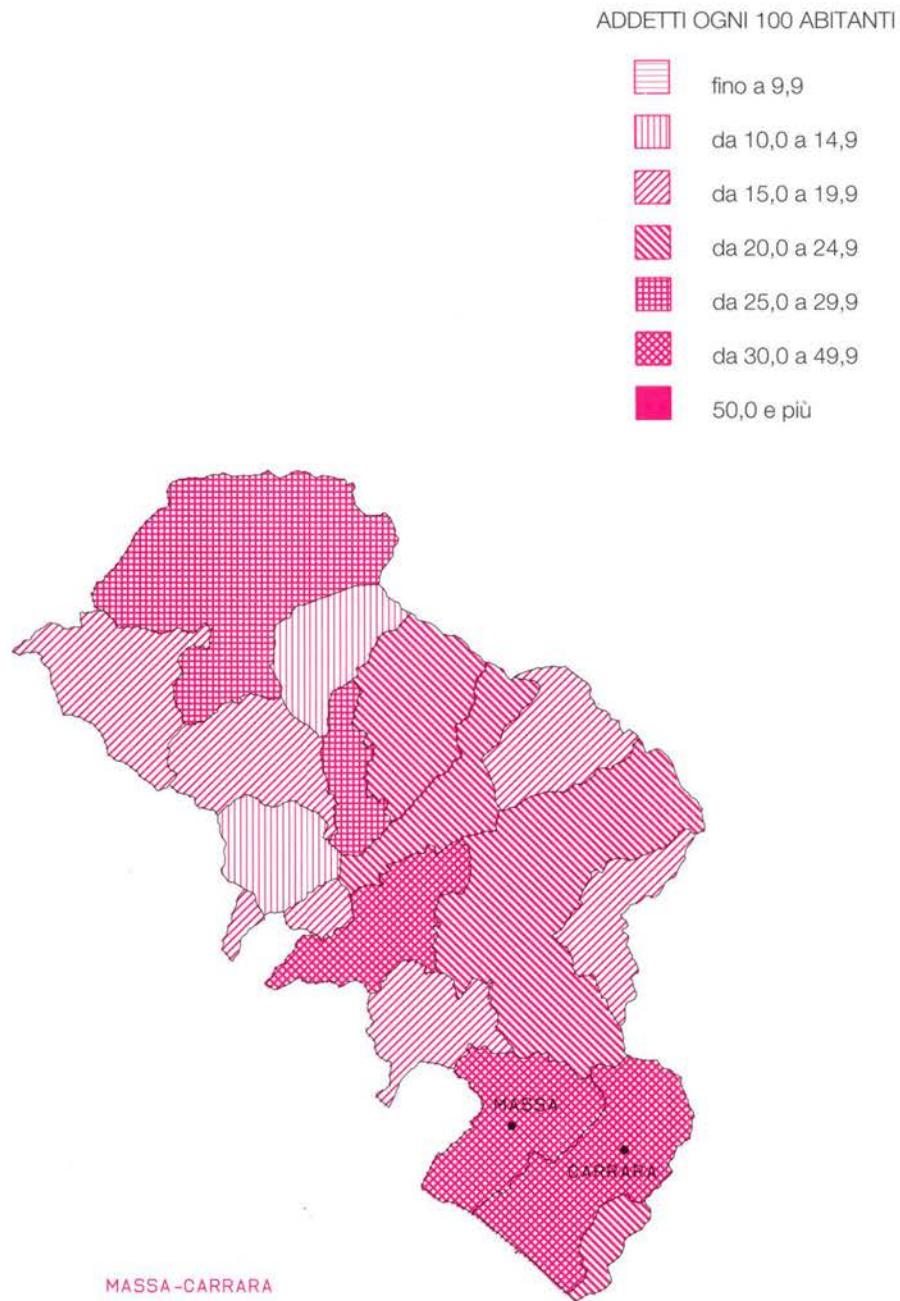 ADDETTI OGNI 100 ABITANTI
fino a 9,9
da 10,0 a 14,9
da 15,0 a 19,9
da 20,0 a 24,9
da 25,0 a 29,9
da 30,0 a 49,9
50,0 e più
MASSA
CARRARA
MASSA-CARRARA